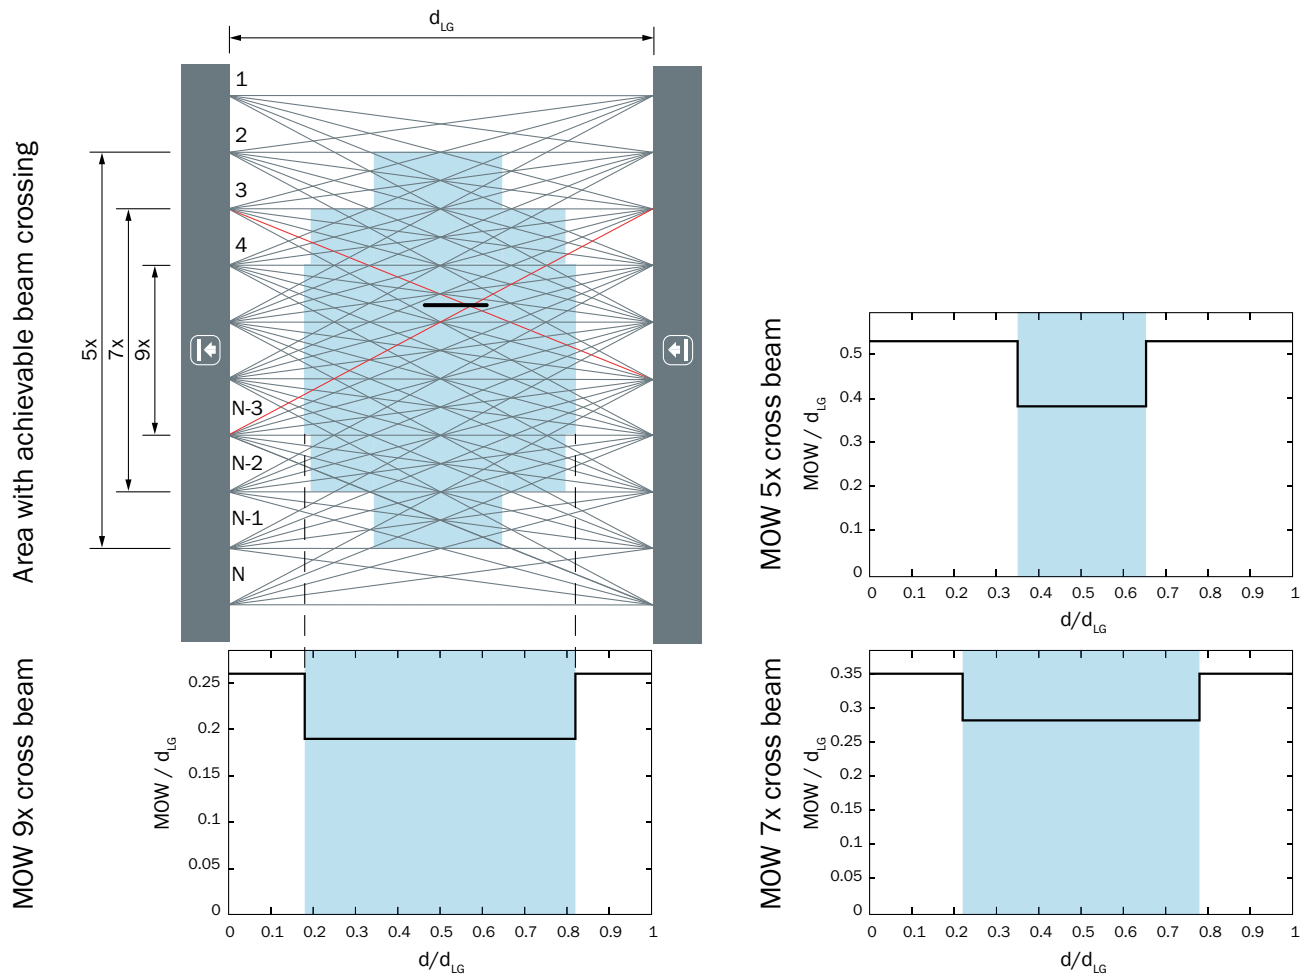 d_LG
Area with achievable beam crossing
5x
7x
9x
1
2
3
4
N-3
N-2
N-1
N
MOW 5x cross beam
MOW / d_LG
0.5
0.4
0.3
0.2
0.1
0
0 0.1 0.2 0.3 0.4 0.5 0.6 0.7 0.8 0.9 1
d/d_LG
MOW 9x cross beam
MOW / d_LG
0.25
0.2
0.15
0.1
0.05
0
0 0.1 0.2 0.3 0.4 0.5 0.6 0.7 0.8 0.9 1
d/d_LG
MOW 7x cross beam
MOW / d_LG
0.35
0.3
0.25
0.2
0.15
0.1
0.05
0
0 0.1 0.2 0.3 0.4 0.5 0.6 0.7 0.8 0.9 1
d/d_LG